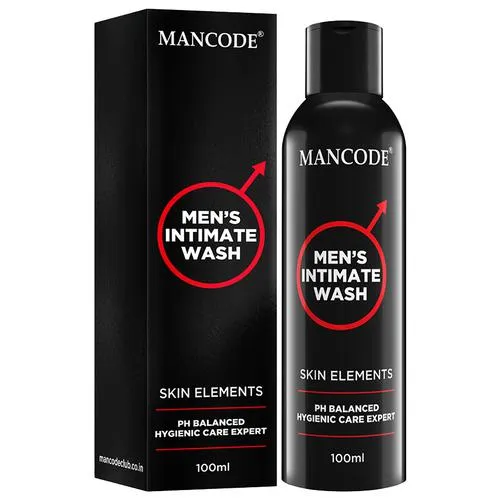 MANCODE®
MEN'S
INTIMATE
WASH
SKIN ELEMENTS
PH BALANCED
HYGIENIC CARE EXPERT
100ml
mancodeclub.co.in
MANCODE®
MEN'S
INTIMATE
WASH
SKIN ELEMENTS
PH BALANCED
HYGIENIC CARE EXPERT
100ml